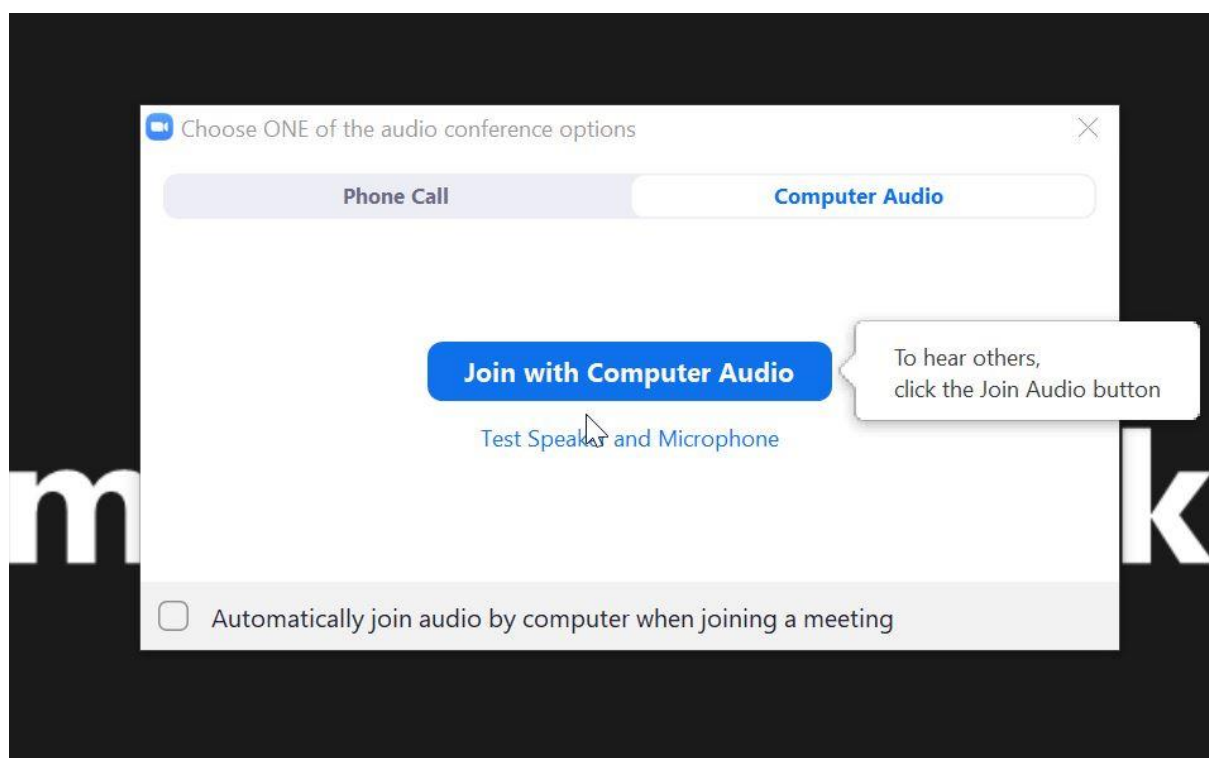 Choose ONE of the audio conference options
Phone Call
Computer Audio
Join with Computer Audio
To hear others,
click the Join Audio button
Test Speaker and Microphone
m
k
Automatically join audio by computer when joining a meeting